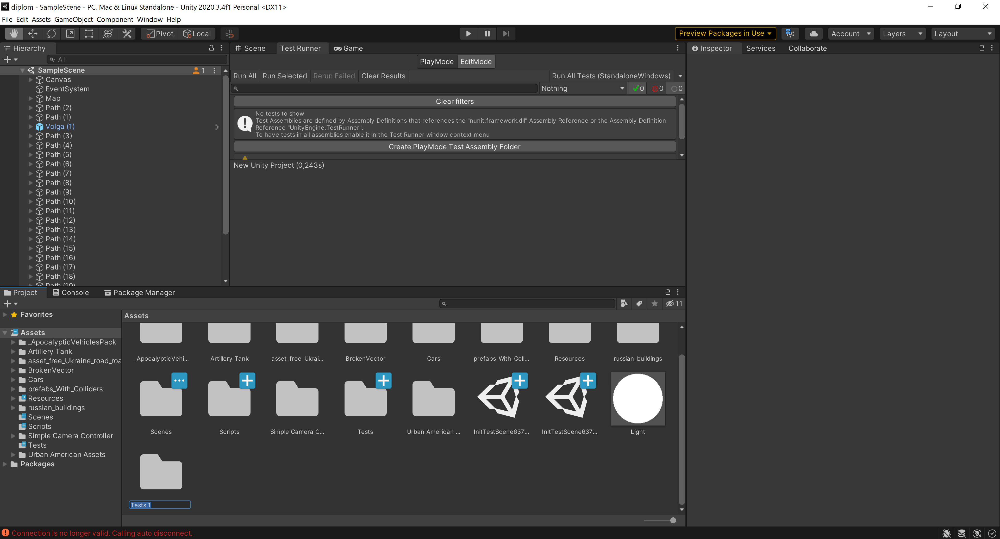 diplom - SampleScene - PC, Mac & Linux Standalone - Unity 2020.3.4f1 Personal <DX11>
File Edit Assets GameObject Component Window Help
Pivot Local Preview Packages in Use Account Layers Layout
Hierarchy
All
SampleScene 1
Canvas
EventSystem
Map
Path (2)
Path (1)
Volga (1)
Path (3)
Path (4)
Path (5)
Path (6)
Path (7)
Path (8)
Path (9)
Path (10)
Path (11)
Path (12)
Path (13)
Path (14)
Path (15)
Path (16)
Path (17)
Path (18)
Path (19)
Scene Test Runner Game
PlayMode EditMode
Run All Run Selected Rerun Failed Clear Results Run All Tests (StandaloneWindows)
Nothing 0 0 0
Clear filters
No tests to show
Test Assemblies are defined by Assembly Definitions that references the "nunit.framework.dll" Assembly Reference or the Assembly Definition
Reference "UnityEngine.TestRunner".
To have tests in all assemblies enable it in the Test Runner window context menu
Create PlayMode Test Assembly Folder
New Unity Project (0,243s)
Inspector Services Collaborate
Project Console Package Manager
11
Favorites
Assets
_ApocalypticVehiclesPack
Artillery Tank
asset_free_Ukraine_road_roa
BrokenVector
Cars
prefabs_With_Colliders
Resources
russian_buildings
Scenes
Scripts
Simple Camera Controller
Tests
Urban American Assets
Packages
Assets
_ApocalypticVehi... Artillery Tank asset_free_Ukrai... BrokenVector Cars prefabs_With_Coll... Resources russian_buildings
Scenes Scripts Simple Camera C... Tests Urban American ... InitTestScene637... InitTestScene637... Light
Tests 1
Connection is no longer valid. Calling auto disconnect.